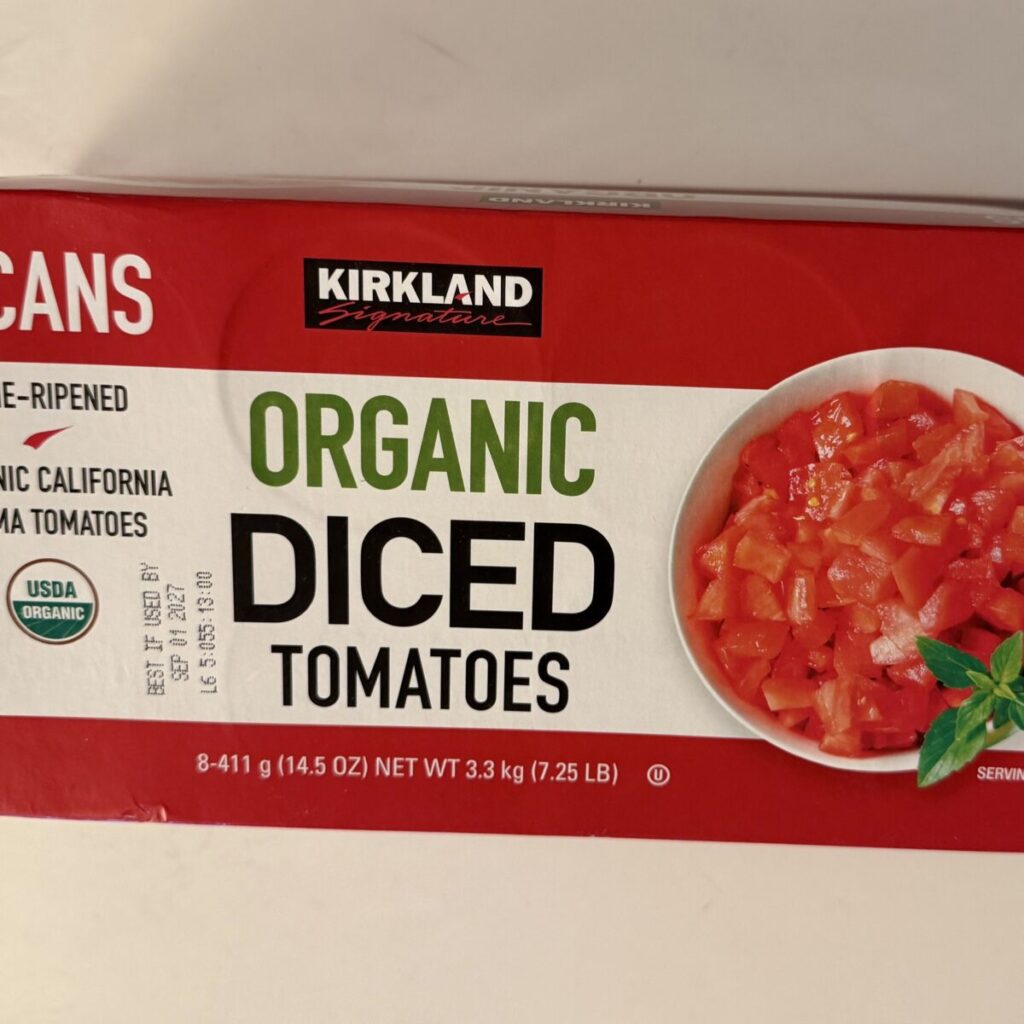 CANS
KIRKLAND
Signature
E-RIPENED
NIC CALIFORNIA
MA TOMATOES
USDA
ORGANIC
BEST IF USED BY
SEP 01 2027
L6 5:055:13:00
ORGANIC
DICED
TOMATOES
8-411 g (14.5 OZ) NET WT 3.3 kg (7.25 LB)
U
SERVIN
KIRKLAND